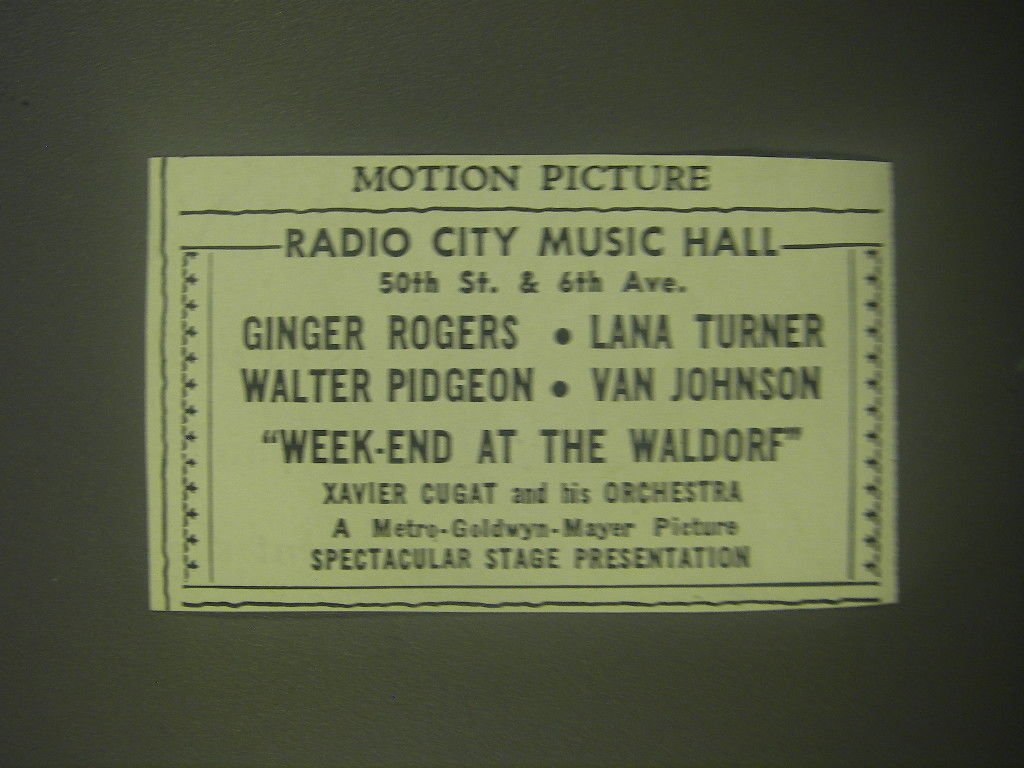 MOTION PICTURE
RADIO CITY MUSIC HALL
50th St. & 6th Ave.
GINGER ROGERS • LANA TURNER
WALTER PIDGEON • VAN JOHNSON
"WEEK-END AT THE WALDORF"
XAVIER CUGAT and his ORCHESTRA
A Metro-Goldwyn-Mayer Picture
SPECTACULAR STAGE PRESENTATION